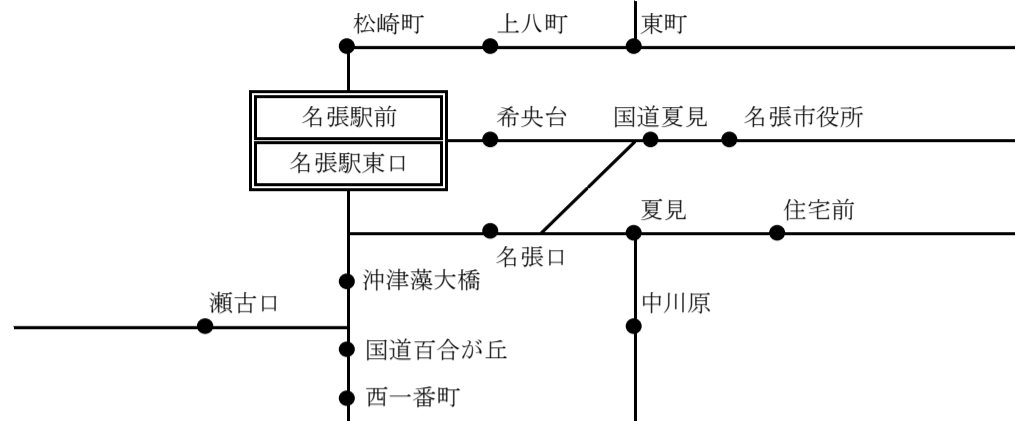 松崎町
上八町
東町
名張駅前
希央台
国道夏見
名張市役所
名張駅東口
夏見
住宅前
名張口
沖津藻大橋
瀬古口
中川原
国道百合が丘
西一番町